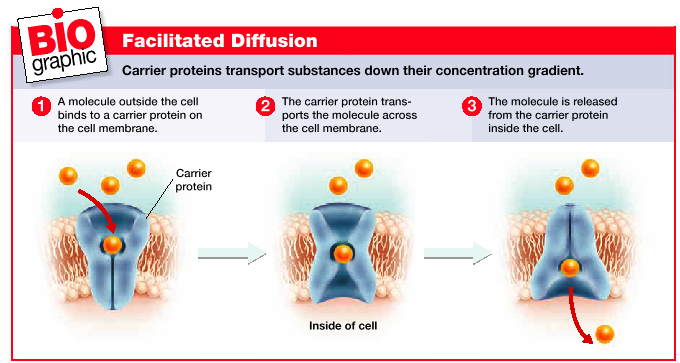 BIO
graphic
Facilitated Diffusion
Carrier proteins transport substances down their concentration gradient.
1 A molecule outside the cell
binds to a carrier protein on
the cell membrane.
2 The carrier protein trans-
ports the molecule across
the cell membrane.
3 The molecule is released
from the carrier protein
inside the cell.
Carrier
protein
Inside of cell